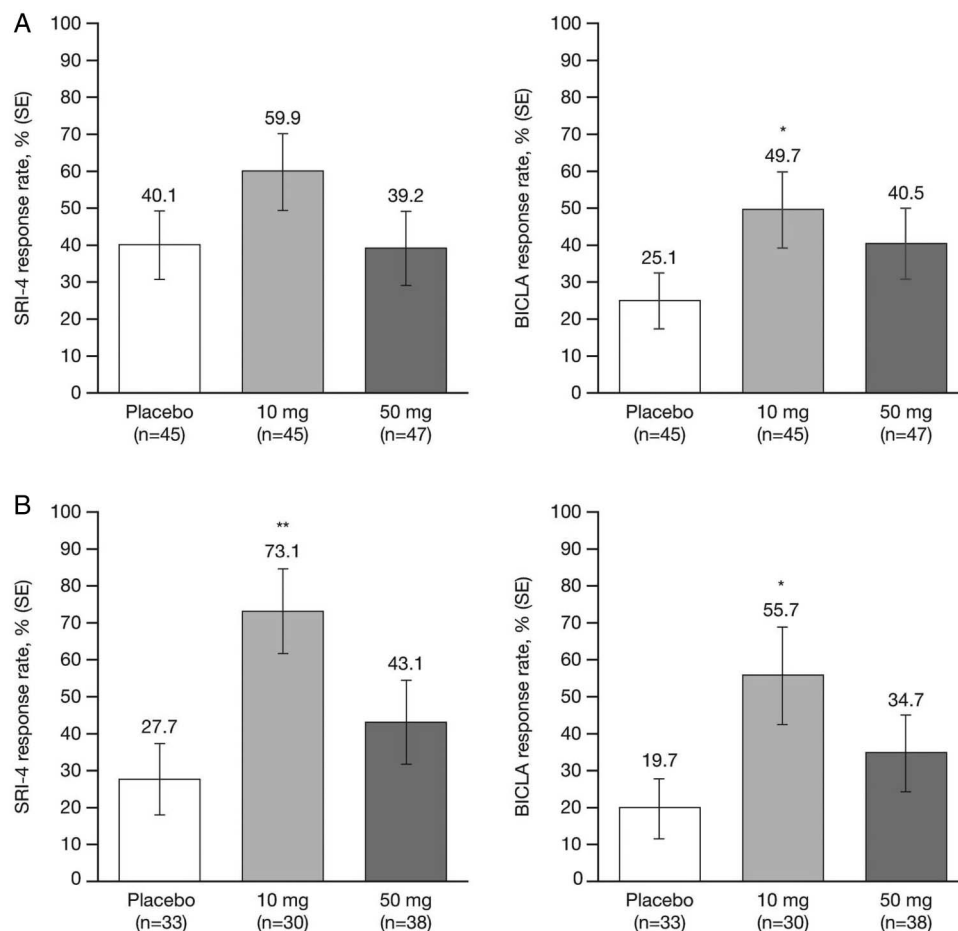 A
SRI-4 response rate, % (SE)
100
90
80
70
60
50
40
30
20
10
0
40.1
59.9
39.2
Placebo
(n=45)
10 mg
(n=45)
50 mg
(n=47)
BICLA response rate, % (SE)
100
90
80
70
60
50
40
30
20
10
0
25.1
*
49.7
40.5
Placebo
(n=45)
10 mg
(n=45)
50 mg
(n=47)
B
SRI-4 response rate, % (SE)
100
90
80
70
60
50
40
30
20
10
0
27.7
**
73.1
43.1
Placebo
(n=33)
10 mg
(n=30)
50 mg
(n=38)
BICLA response rate, % (SE)
100
90
80
70
60
50
40
30
20
10
0
19.7
*
55.7
34.7
Placebo
(n=33)
10 mg
(n=30)
50 mg
(n=38)